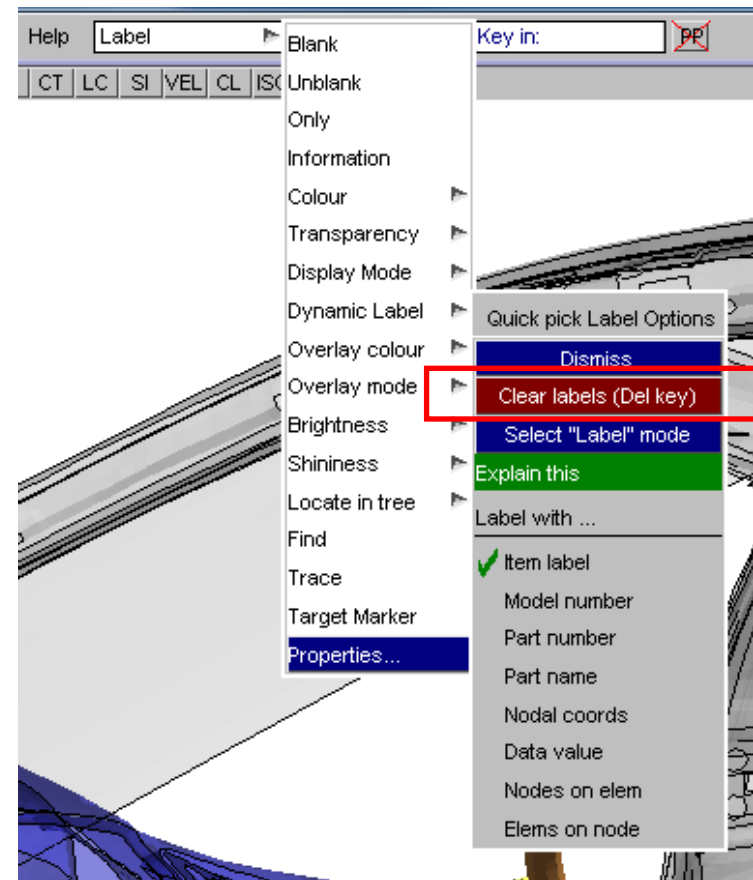 Help
Label
Key in:
PP
CT
LC
SI
VEL
CL
Blank
Unblank
Only
Information
Colour
Transparency
Display Mode
Dynamic Label
Overlay colour
Overlay mode
Brightness
Shininess
Locate in tree
Find
Trace
Target Marker
Properties...
Quick pick Label Options
Dismiss
Clear labels (Del key)
Select "Label" mode
Explain this
Label with ...
Item label
Model number
Part number
Part name
Nodal coords
Data value
Nodes on elem
Elems on node